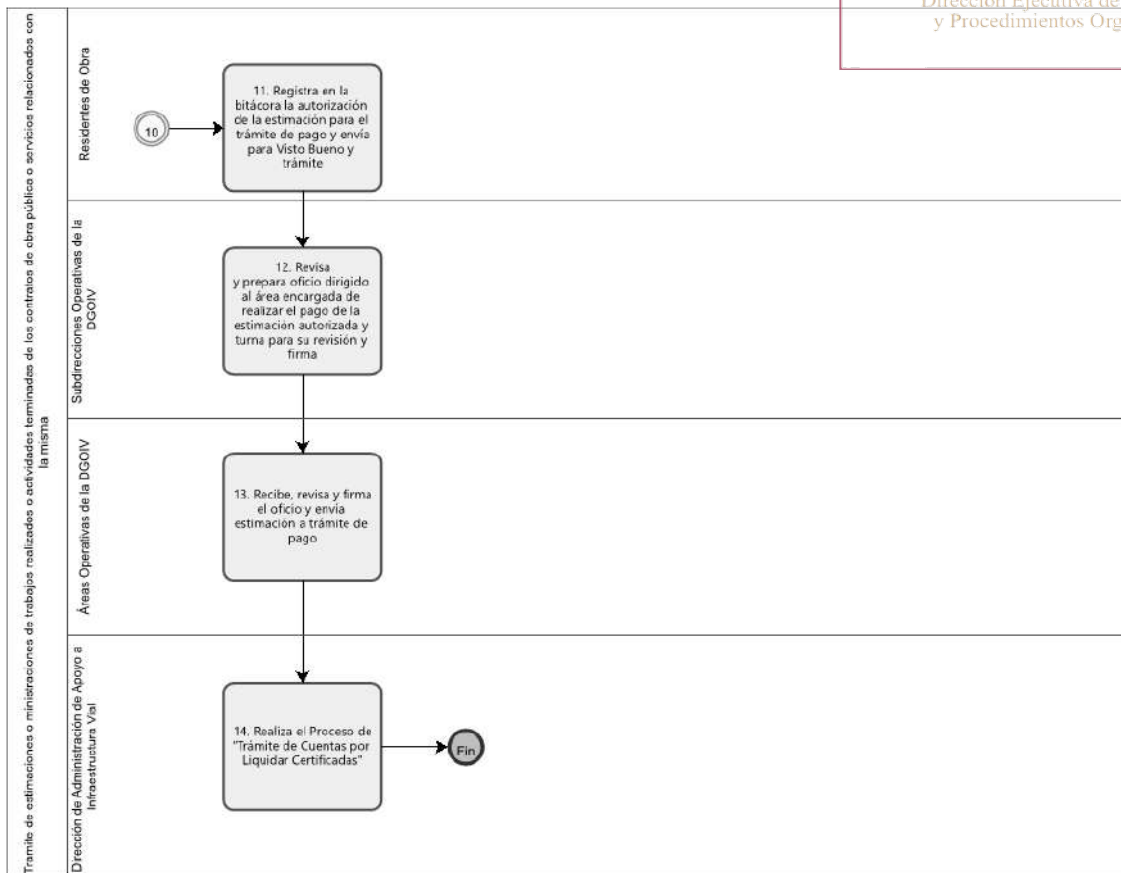 Dirección Ejecutiva de
y Procedimientos Org
Tramite de estimaciones o ministraciones de trabajos realizados o actividades terminadas de los contratos de obra pública o servicios relacionados con
la misma
Residentes de Obra
10
11. Registra en la
bitácora la autorización
de la estimación para el
trámite de pago y envía
para Visto Bueno y
trámite
Subdirecciones Operativas de la
DGOIV
12. Revisa
y prepara oficio dirigido
al área encargada de
realizar el pago de la
estimación autorizada y
turna para su revisión y
firma
Áreas Operativas de la DGOIV
13. Recibe, revisa y firma
el oficio y envía
estimación a trámite de
pago
Dirección de Administración de Apoyo a
Infraestructura Vial
14. Realiza el Proceso de
"Trámite de Cuentas por
Liquidar Certificadas"
Fin